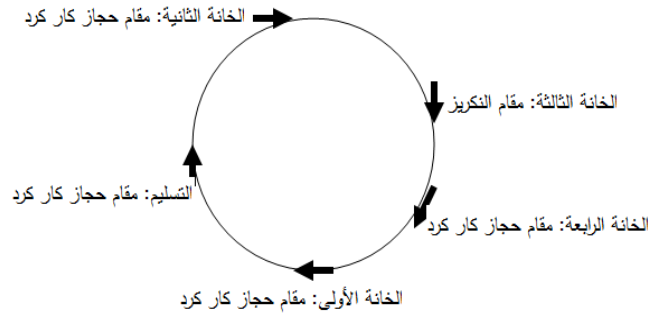 الخانة الثانية: مقام حجاز كار كرد
الخانة الثالثة: مقام النكريز
التسليم: مقام حجاز كار كرد
الخانة الرابعة: مقام حجاز كار كرد
الخانة الأولى: مقام حجاز كار كرد